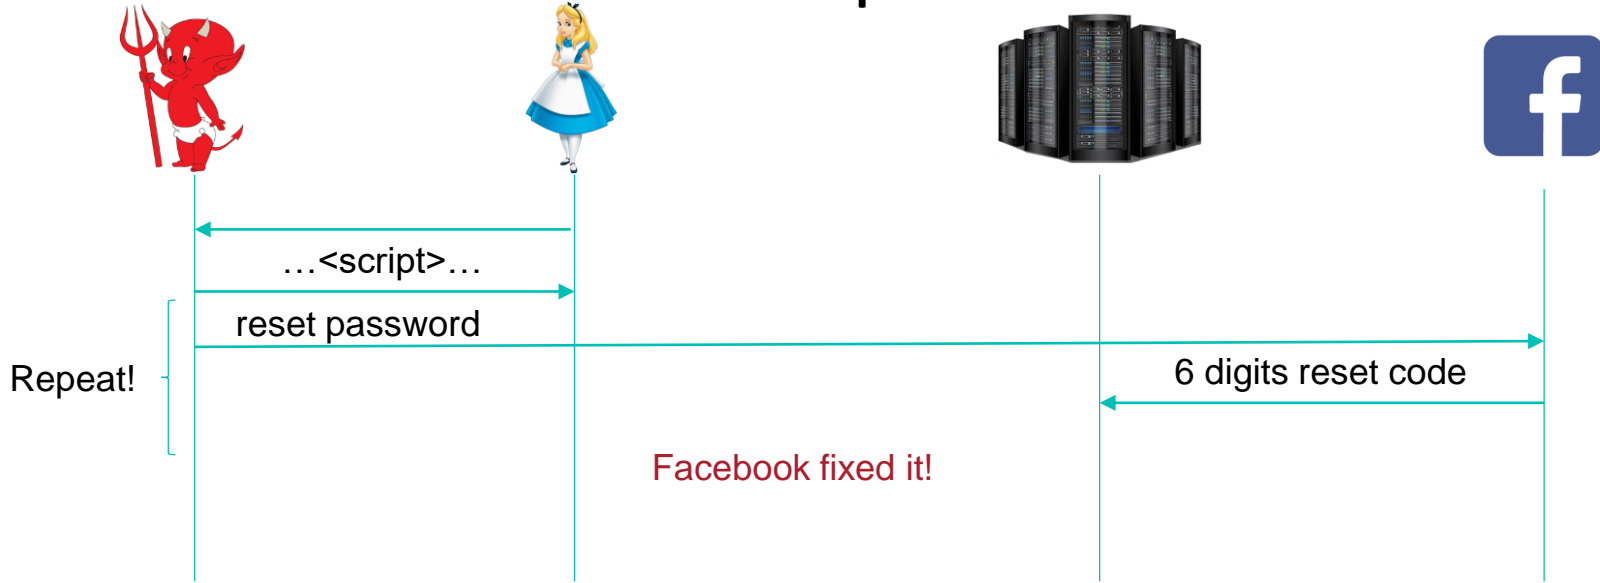 …<script>…
reset password
Repeat!
6 digits reset code
Facebook fixed it!